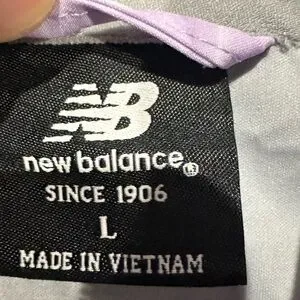 NB
new balance®
SINCE 1906
L
MADE IN VIETNAM